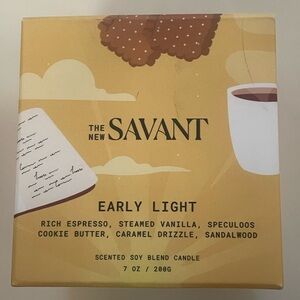 THE NEW SAVANT
EARLY LIGHT
RICH ESPRESSO, STEAMED VANILLA, SPECULOOS
COOKIE BUTTER, CARAMEL DRIZZLE, SANDALWOOD
SCENTED SOY BLEND CANDLE
7 OZ / 200G